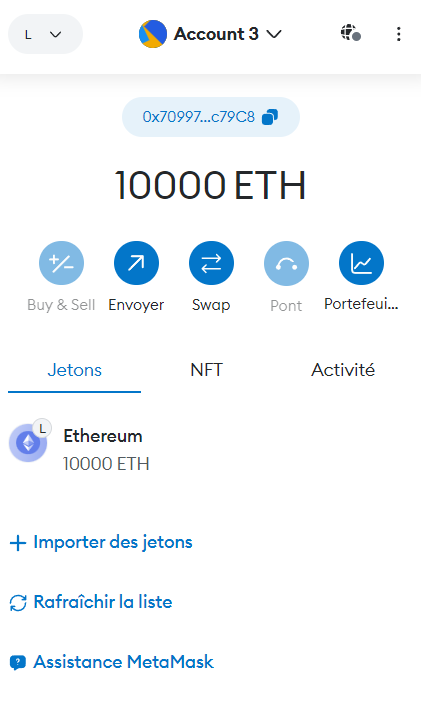 L
Account 3
0x70997...c79C8
10000 ETH
Buy & Sell
Envoyer
Swap
Pont
Portefeui...
Jetons
NFT
Activité
L
Ethereum
10000 ETH
Importer des jetons
Rafraîchir la liste
Assistance MetaMask